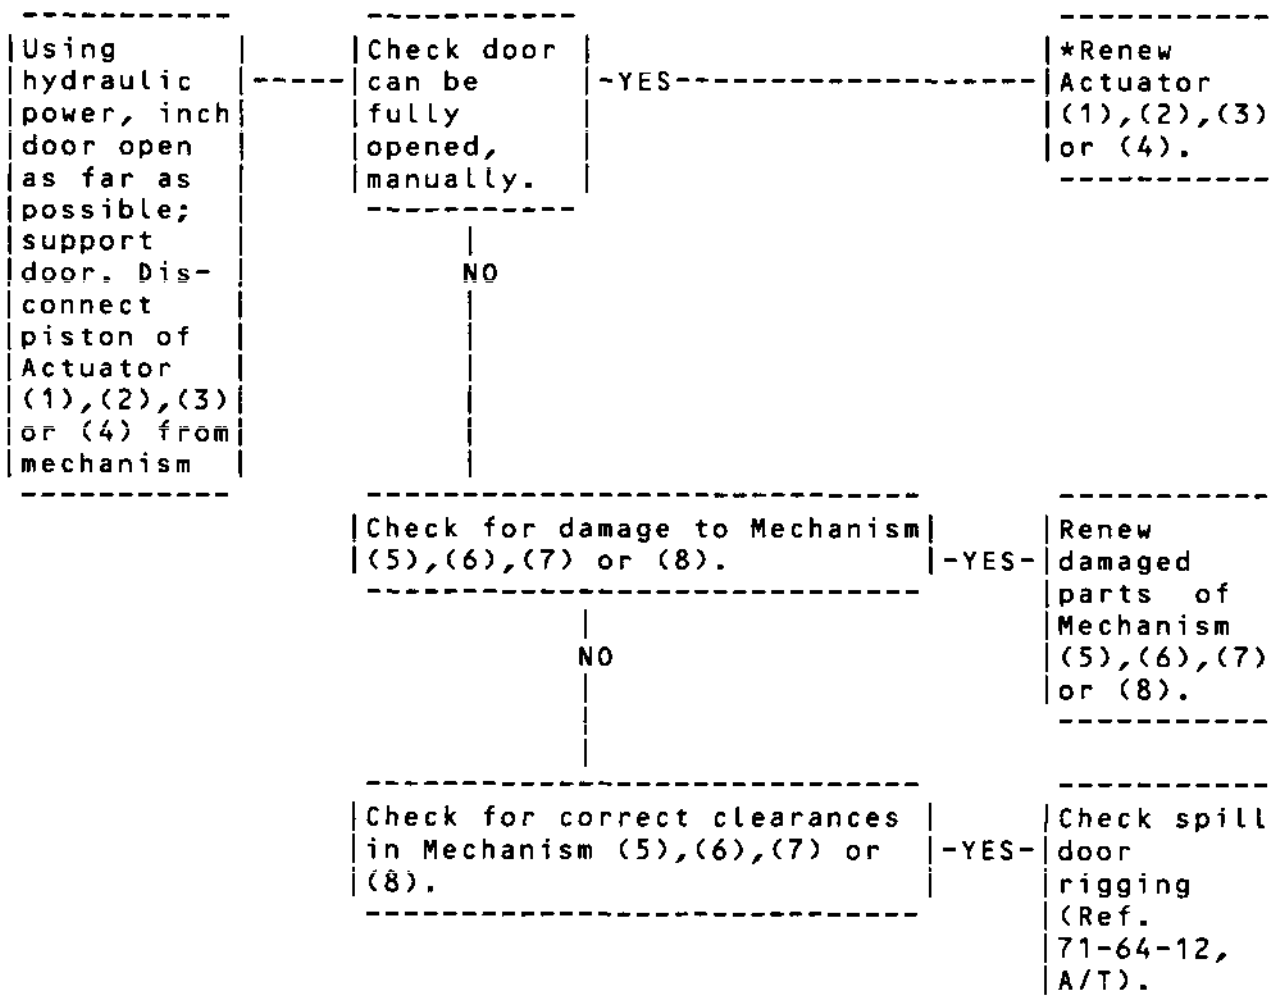 Using
hydraulic
power, inch
door open
as far as
possible;
support
door. Dis-
connect
piston of
Actuator
(1),(2),(3)
or (4) from
mechanism
Check door
can be
fully
opened,
manually.
YES
*Renew
Actuator
(1),(2),(3)
or (4).
NO
Check for damage to Mechanism
(5),(6),(7) or (8).
YES
Renew
damaged
parts of
Mechanism
(5),(6),(7)
or (8).
NO
Check for correct clearances
in Mechanism (5),(6),(7) or
(8).
YES
Check spill
door
rigging
(Ref.
71-64-12,
A/T).